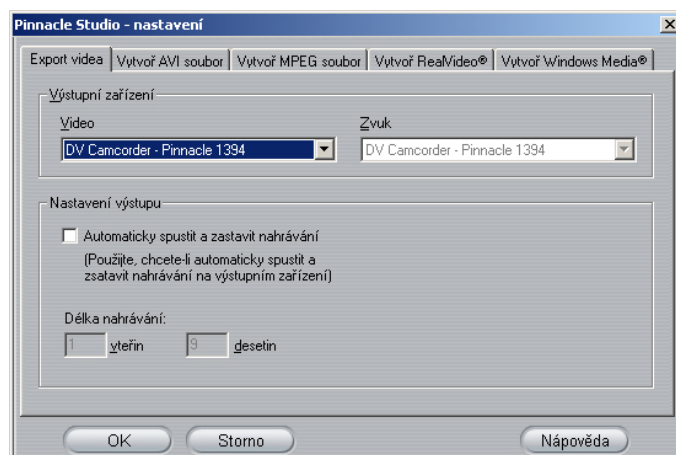 Pinnacle Studio - nastavení
Export videa Vytvoř AVI soubor Vytvoř MPEG soubor Vytvoř RealVideo® Vytvoř Windows Media®
Výstupní zařízení
Video Zvuk
DV Camcorder - Pinnacle 1394 DV Camcorder - Pinnacle 1394
Nastavení výstupu
Automaticky spustit a zastavit nahrávání
(Použijte, chcete-li automaticky spustit a
zsatavit nahrávání na výstupním zařízení)
Délka nahrávání:
1 vteřin 9 desetin
OK Storno Nápověda